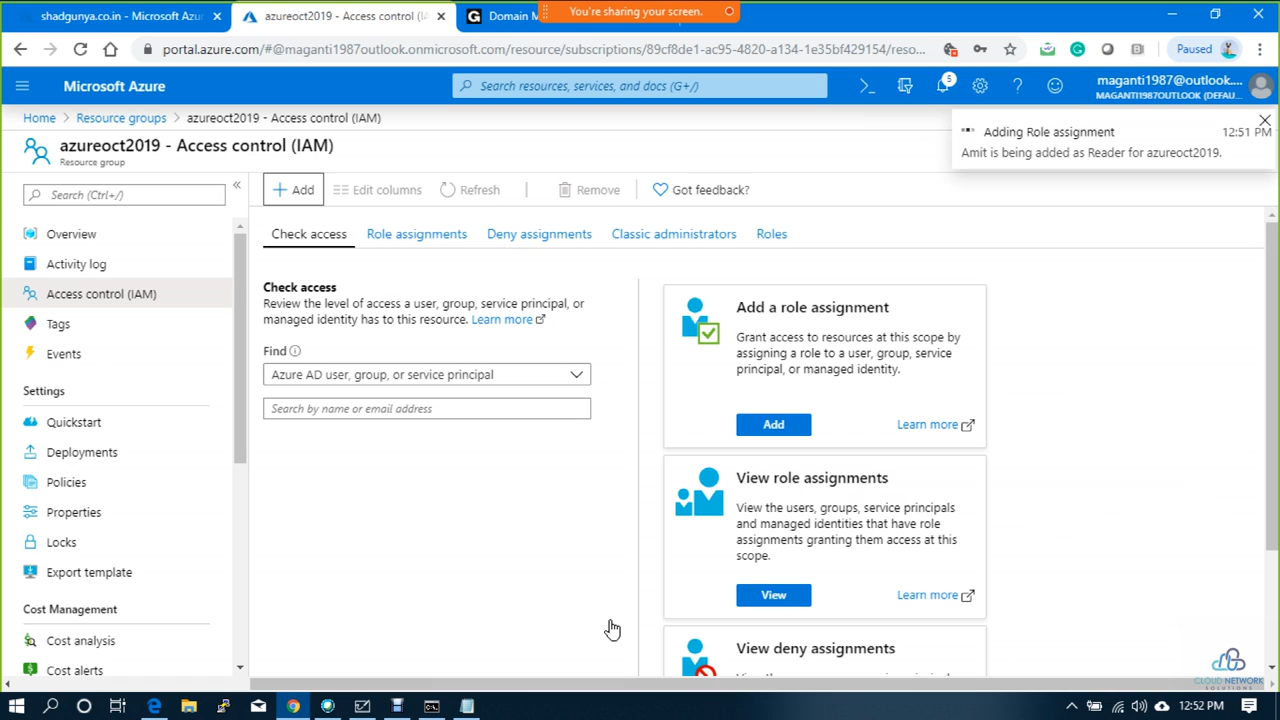 shadgunya.co.in - Microsoft Azur
azureoct2019 - Access control (IA
Domain M
You're sharing your screen.
portal.azure.com/#@maganti1987outlook.onmicrosoft.com/resource/subscriptions/89cf8de1-ac95-4820-a134-1e35bf429154/reso...
Paused
Microsoft Azure
Search resources, services, and docs (G+/)
5
maganti1987@outlook....
MAGANTI1987OUTLOOK (DEFAU...
Home
Resource groups
azureoct2019 - Access control (IAM)
azureoct2019 - Access control (IAM)
Resource group
Adding Role assignment
12:51 PM
Amit is being added as Reader for azureoct2019.
Search (Ctrl+/)
Add
Edit columns
Refresh
Remove
Got feedback?
Overview
Activity log
Access control (IAM)
Tags
Events
Settings
Quickstart
Deployments
Policies
Properties
Locks
Export template
Cost Management
Cost analysis
Cost alerts
Check access
Role assignments
Deny assignments
Classic administrators
Roles
Check access
Review the level of access a user, group, service principal, or
managed identity has to this resource. Learn more
Find
Azure AD user, group, or service principal
Search by name or email address
Add a role assignment
Grant access to resources at this scope by
assigning a role to a user, group, service
principal, or managed identity.
Add
Learn more
View role assignments
View the users, groups, service principals
and managed identities that have role
assignments granting them access at this
scope.
View
Learn more
View deny assignments
CLOUD NETWORK
SOLUTIONS
12:52 PM